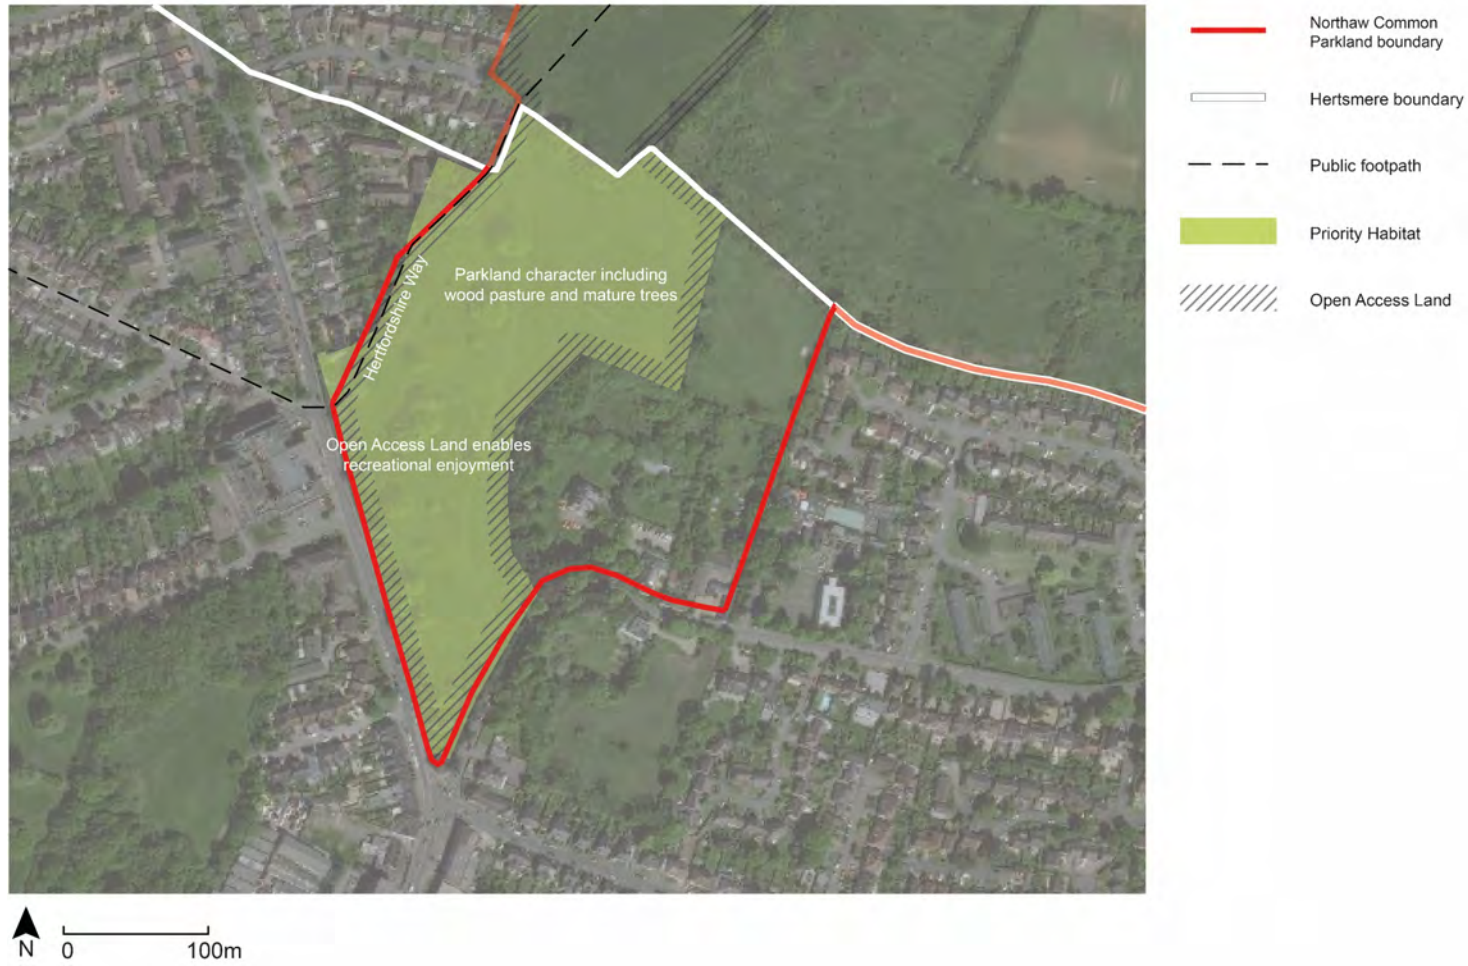 Northaw Common
Parkland boundary
Hertsmere boundary
Public footpath
Priority Habitat
Open Access Land
Parkland character including
wood pasture and mature trees
Hertfordshire Way
Open Access Land enables
recreational enjoyment
N
0
100m